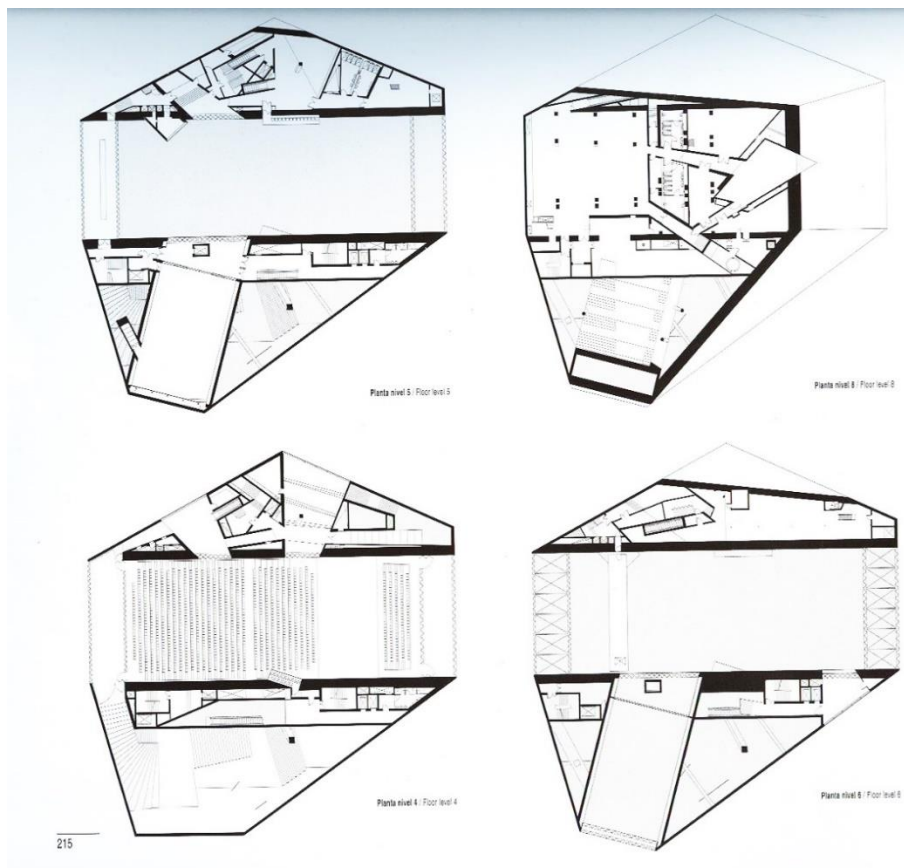 Planta nivel 5 / Floor level 5
Planta nivel 8 / Floor level 8
Planta nivel 4 / Floor level 4
Planta nivel 6 / Floor level 6
215